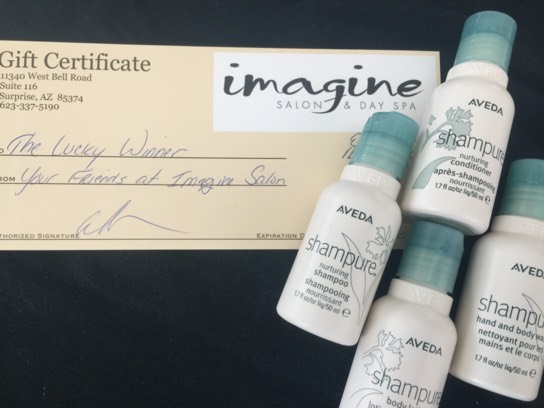 Gift Certificate
11340 West Bell Road
Suite 116
Surprise, AZ 85374
623-337-5190
imagine
SALON & DAY SPA
The Lucky Winner
FROM Your Friends at Imagine Salon
SIGNATURE
EXPIRATION
AVEDA
shampure
nurturing
conditioner
après-shampooing
nourrissant
1.7 fl oz/oz liq/50 ml e
AVEDA
shampure
nurturing
shampoo
shampooing
nourrissant
1.7 fl oz/oz liq/50 ml e
AVEDA
hand and body
nettoyant pour les
mains et le corps
1.7 fl oz/oz liq/50 ml e
AVEDA
shampure
body